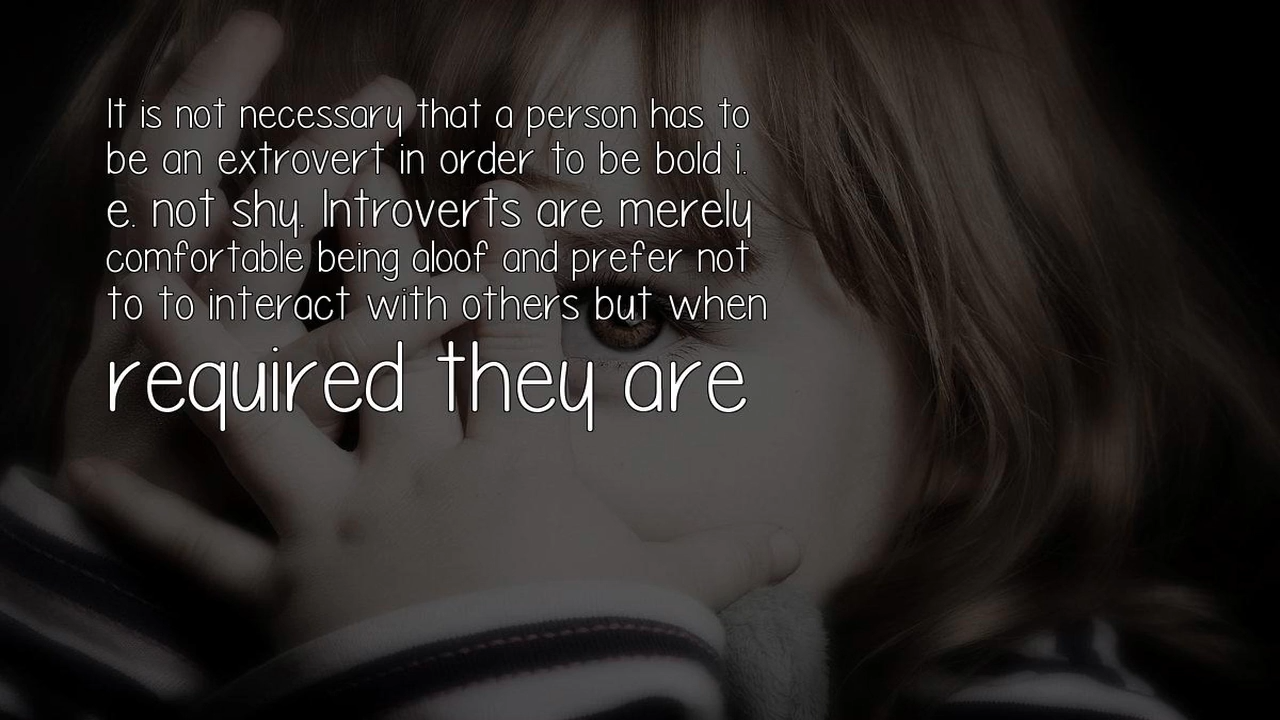 It is not necessary that a person has to
be an extrovert in order to be bold i.
e. not shy. Introverts are merely
comfortable being aloof and prefer not
to to interact with others but when
required they are